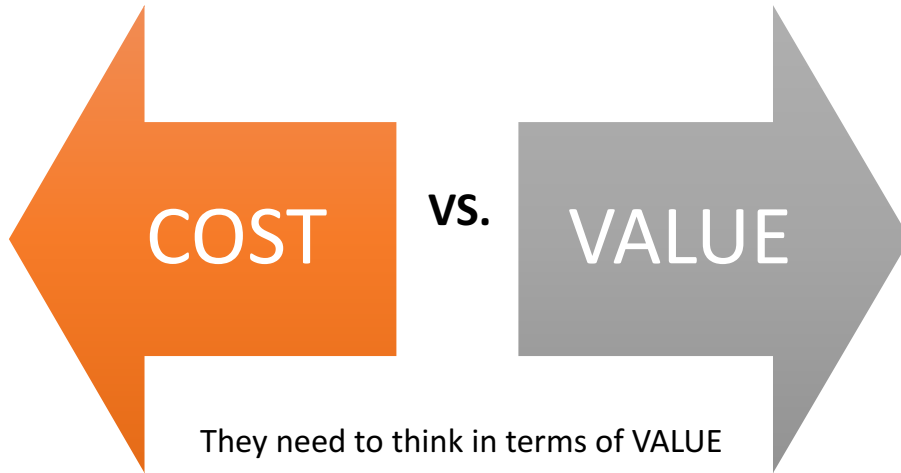 COST
VS.
VALUE
They need to think in terms of VALUE